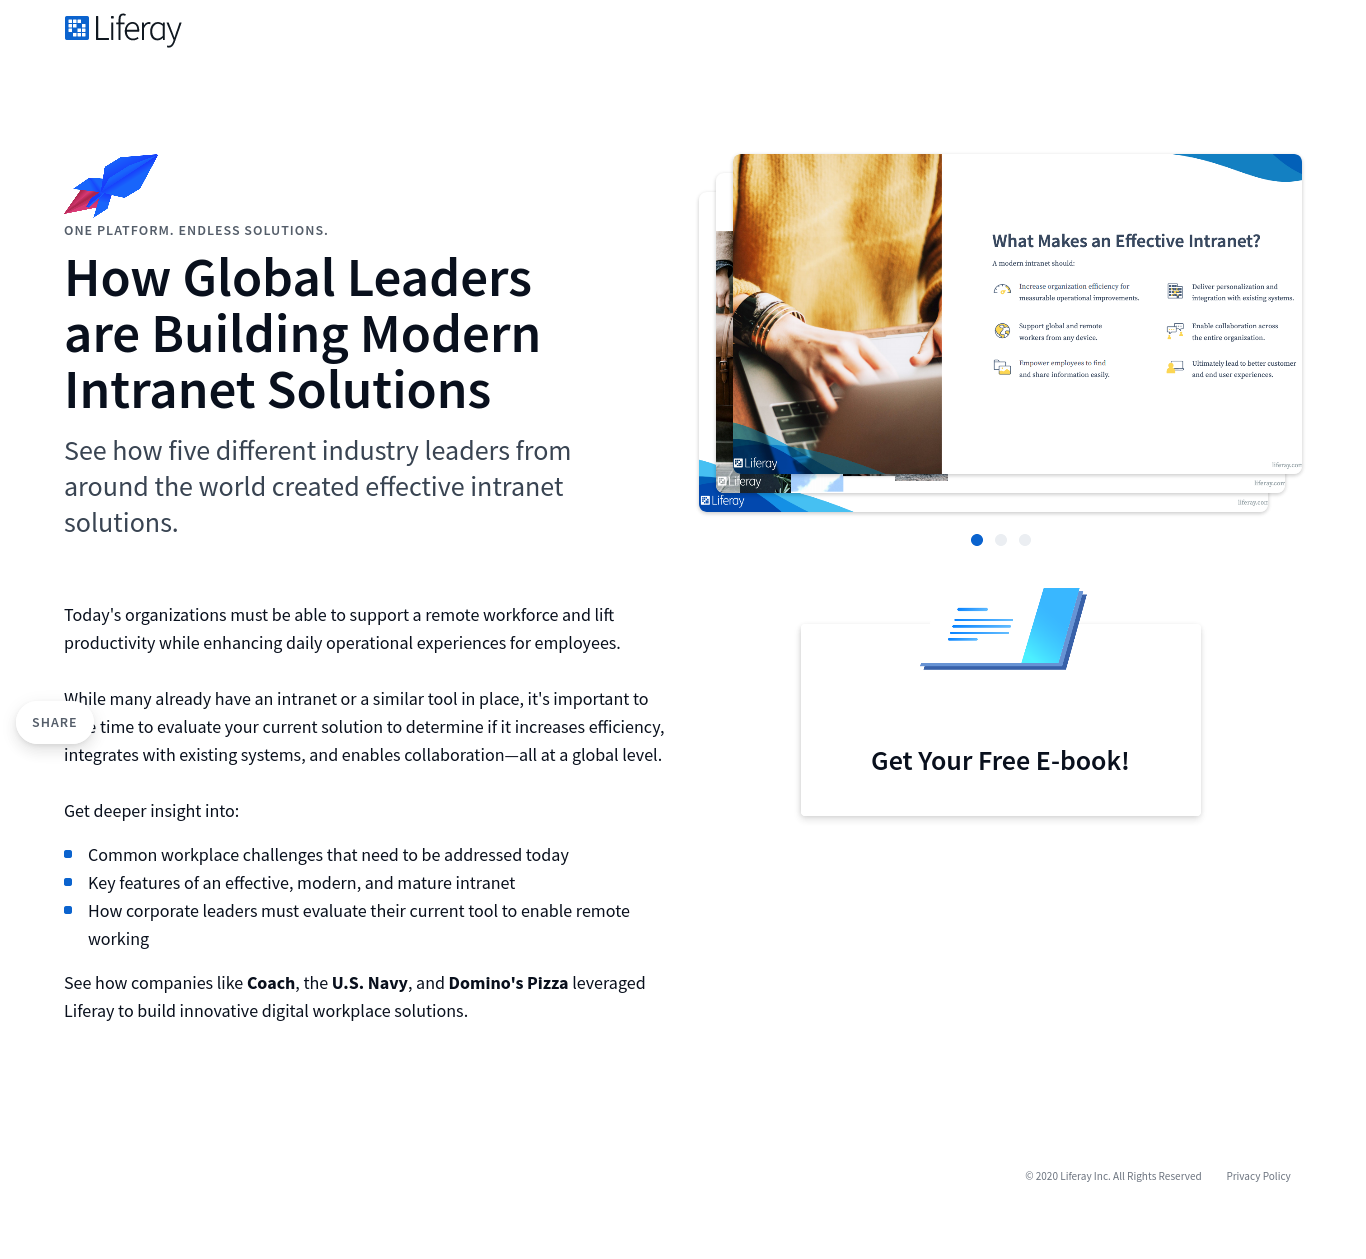 Liferay
ONE PLATFORM. ENDLESS SOLUTIONS.
How Global Leaders
are Building Modern
Intranet Solutions
See how five different industry leaders from
around the world created effective intranet
solutions.
Today's organizations must be able to support a remote workforce and lift
productivity while enhancing daily operational experiences for employees.
While many already have an intranet or a similar tool in place, it's important to
time to evaluate your current solution to determine if it increases efficiency,
integrates with existing systems, and enables collaboration—all at a global level.
SHARE
Get deeper insight into:
Common workplace challenges that need to be addressed today
Key features of an effective, modern, and mature intranet
How corporate leaders must evaluate their current tool to enable remote
working
See how companies like Coach, the U.S. Navy, and Domino's Pizza leveraged
Liferay to build innovative digital workplace solutions.
What Makes an Effective Intranet?
A modern intranet should:
Increase organization efficiency for
measurable operational improvements.
Deliver personalization and
integration with existing systems.
Support global and remote
workers from any device.
Enable collaboration across
the entire organization.
Empower employees to find
and share information easily.
Ultimately lead to better customer
and end user experiences.
Liferay
liferay.com
Liferay
liferay.com
Liferay
liferay.com
Get Your Free E-book!
© 2020 Liferay Inc. All Rights Reserved
Privacy Policy